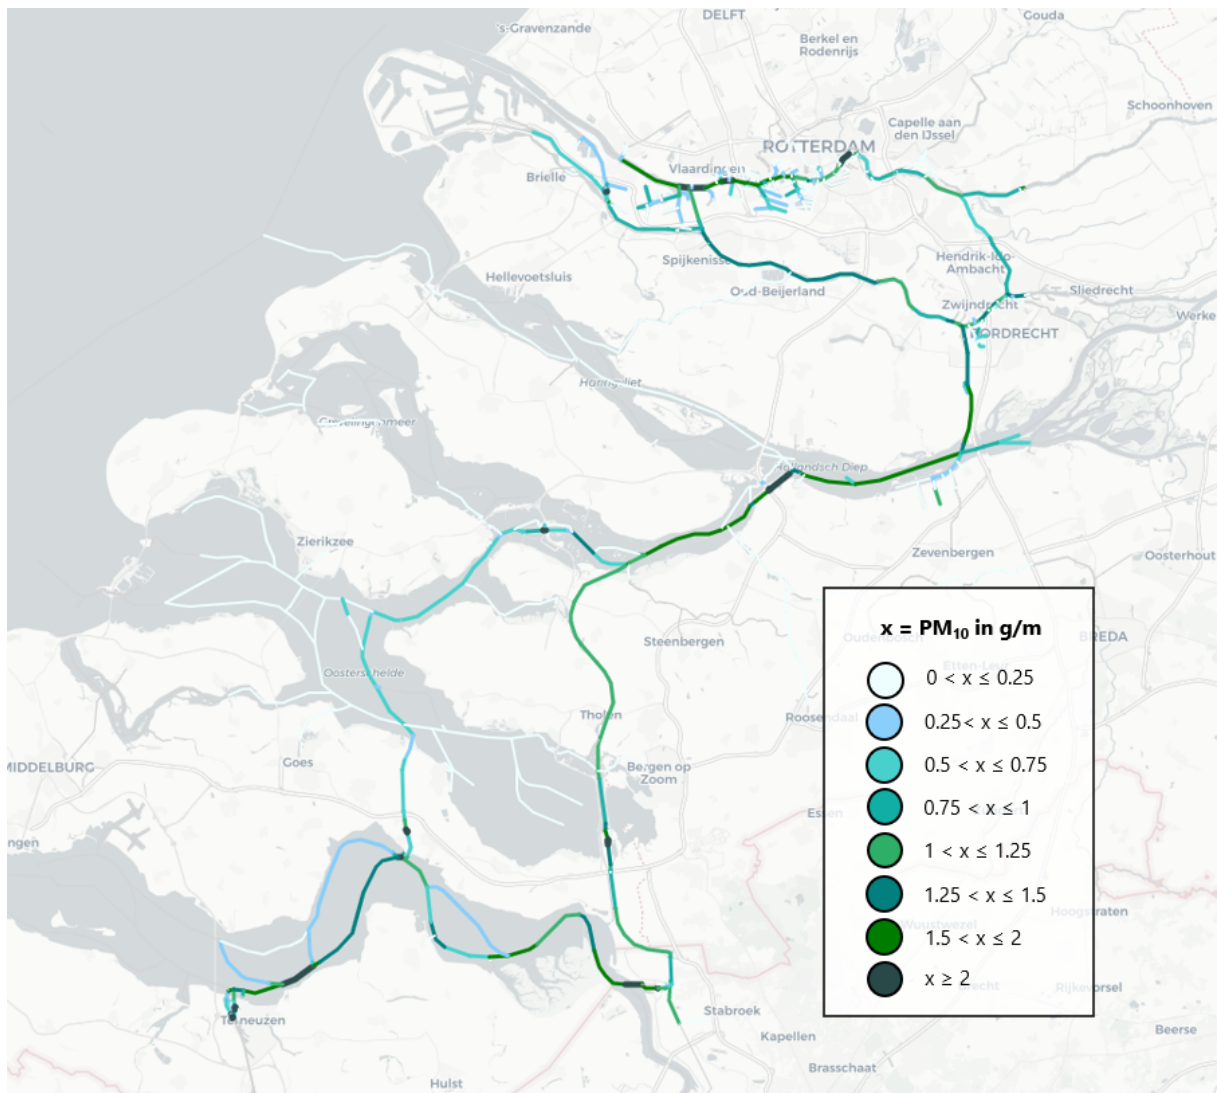 DELFT
Gouda
's-Gravenzande
Berkel en
Rodenrijs
Schoonhoven
Capelle aan
den IJssel
ROTTERDAM
Vlaardingen
Brielle
Spijkenisse
Hendrik-Ido-
Ambacht
Hellevoetsluis
Oud-Beijerland
Sliedrecht
Zwijndrecht
Werke
DORDRECHT
Haringvliet
Grevelingenmeer
Hollandsch Diep
Zierikzee
Zevenbergen
Oosterhout
x = PM10 in g/m
Steenbergen
Oudenbosch
BREDA
Etten-Leur
Oosterschelde
0 < x ≤ 0.25
Tholen
Roosendaal
0.25< x ≤ 0.5
Goes
MIDDELBURG
Bergen op
Zoom
0.5 < x ≤ 0.75
Essen
0.75 < x ≤ 1
ngen
1 < x ≤ 1.25
1.25 < x ≤ 1.5
Hoogstraten
Wuustwezel
1.5 < x ≤ 2
x ≥ 2
Rijkevorsel
Stabroek
Terneuzen
Kapellen
Beerse
Brasschaat
Hulst